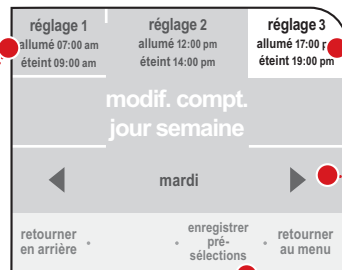 réglage 1
allumé 07:00 am
éteint 09:00 am
réglage 2
allumé 12:00 pm
éteint 14:00 pm
réglage 3
allumé 17:00
éteint 19:00 pm
modif. compt.
jour semaine
mardi
retourner
en arrière
enregistrer
pré-
sélections
retourner
au menu